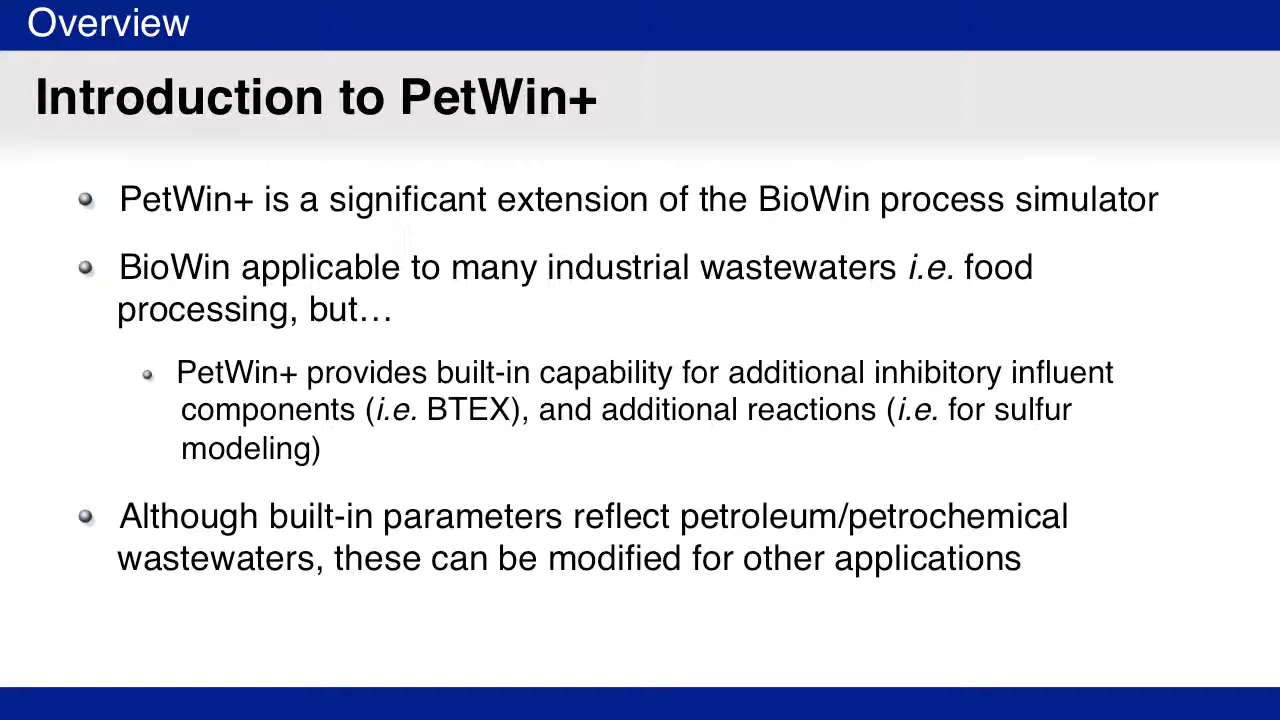 Overview
Introduction to PetWin+
PetWin+ is a significant extension of the BioWin process simulator
BioWin applicable to many industrial wastewaters i.e. food
processing, but…
PetWin+ provides built-in capability for additional inhibitory influent
components (i.e. BTEX), and additional reactions (i.e. for sulfur
modeling)
Although built-in parameters reflect petroleum/petrochemical
wastewaters, these can be modified for other applications